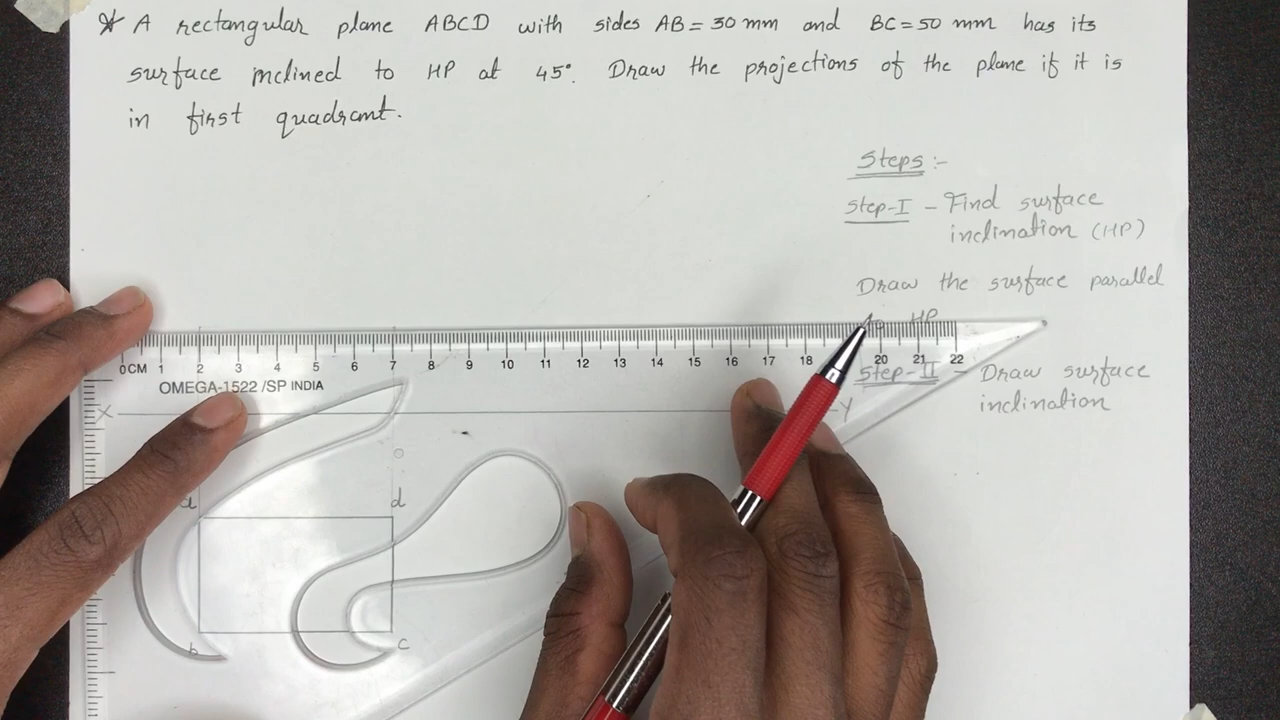 * A rectangular plane ABCD with sides AB = 30 mm and BC = 50 mm has its
surface inclined to HP at 45°. Draw the projections of the plane if it is
in first quadrant.
Steps :-
Step-I - Find surface
inclination (HP)
Draw the surface parallel
to HP
Step-II - Draw surface
inclination
0CM 1 2 3 4 5 6 7 8 9 10 11 12 13 14 15 16 17 18 20 21 22
OMEGA-1522 /SP INDIA
X Y
a d
b c